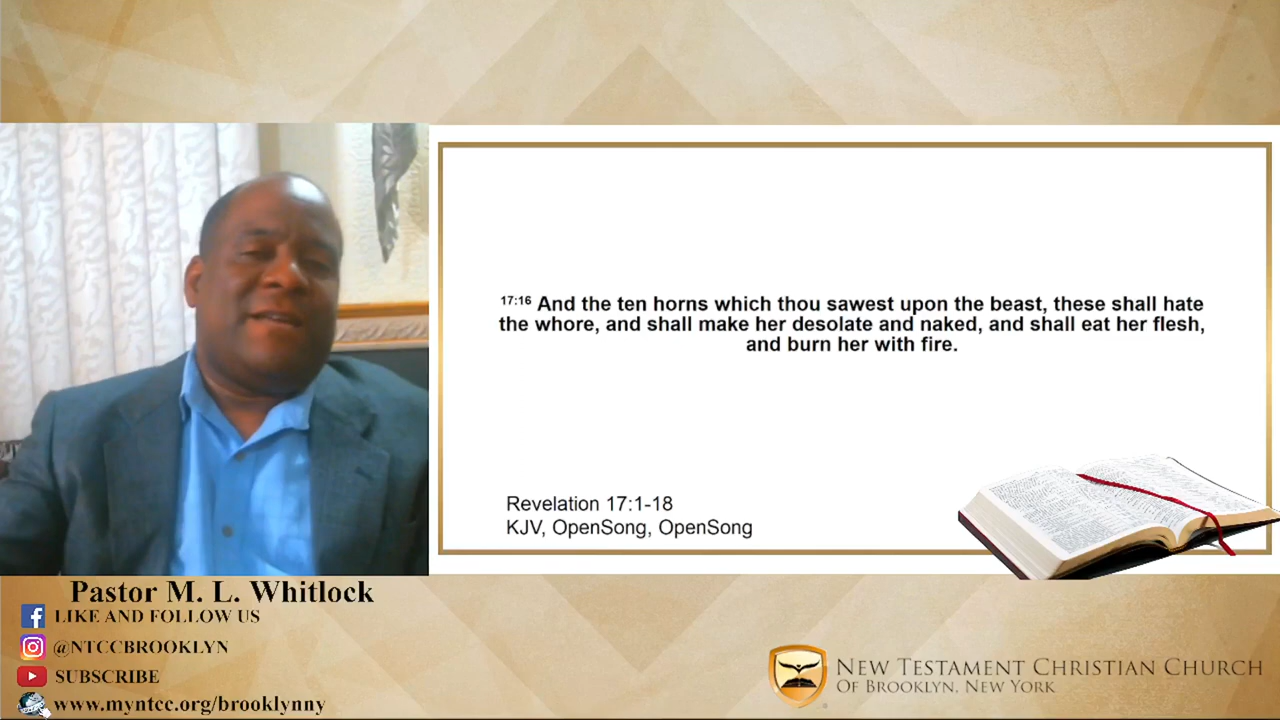 17:16 And the ten horns which thou sawest upon the beast, these shall hate
the whore, and shall make her desolate and naked, and shall eat her flesh,
and burn her with fire.
Revelation 17:1-18
KJV, OpenSong, OpenSong
Pastor M. L. Whitlock
LIKE AND FOLLOW US
@NTCCBROOKLYN
SUBSCRIBE
www.myntcc.org/brooklynny
NEW TESTAMENT CHRISTIAN CHURCH
OF BROOKLYN, NEW YORK